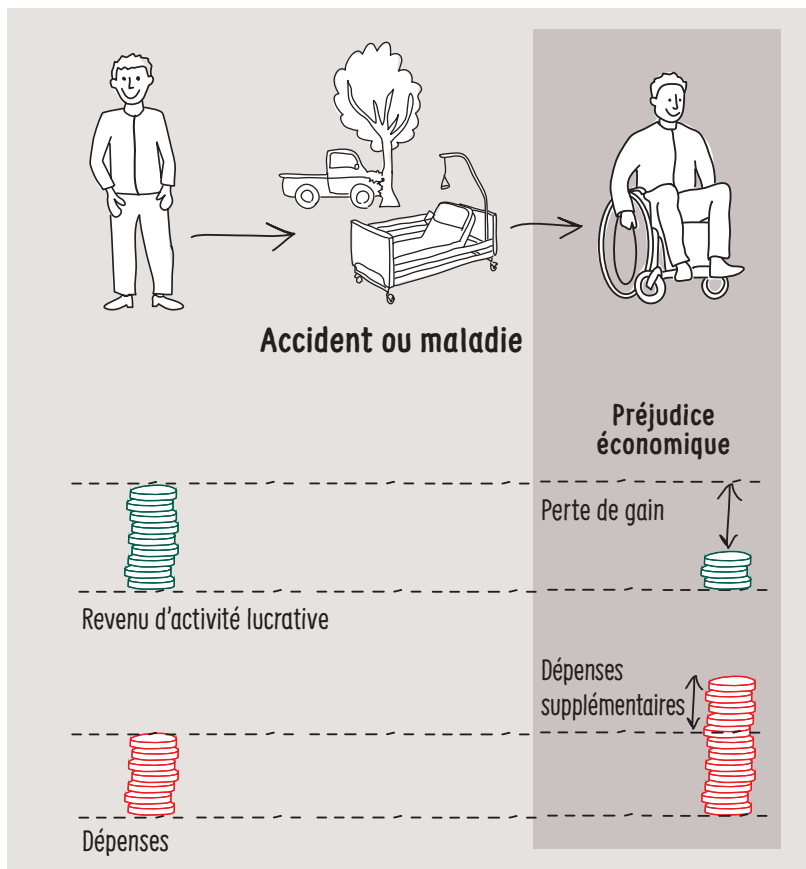 Accident ou maladie
Préjudice
économique
Perte de gain
Revenu d'activité lucrative
Dépenses
supplémentaires
Dépenses